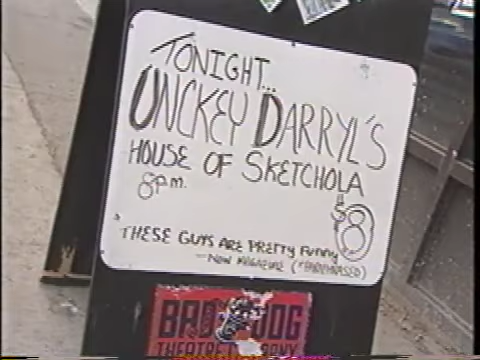 TONIGHT...
UNCKEY DARRYL'S
HOUSE OF SKETCHOLA
8 p.m.
$8
"THESE GUYS ARE PRETTY FUNNY"
— NOW MAGAZINE (PARAPHRASED)
BAD DOG
THEATRE COMPANY